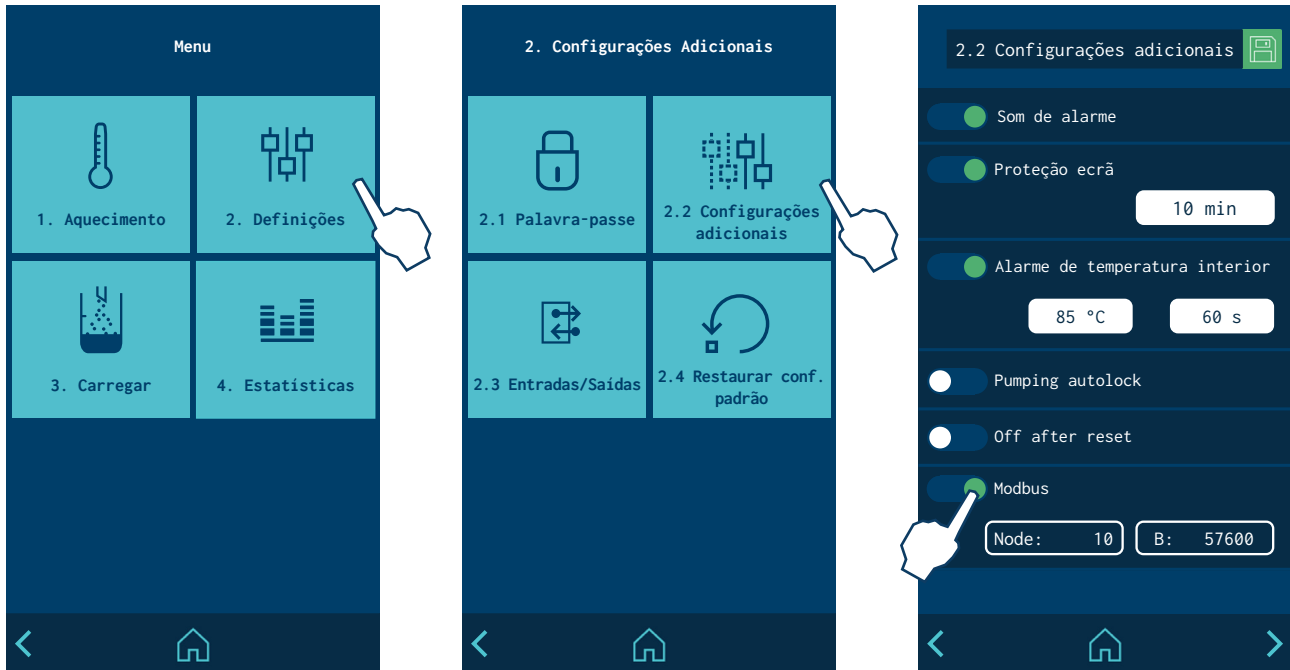 Menu
1. Aquecimento
2. Definições
3. Carregar
4. Estatísticas
2. Configurações Adicionais
2.1 Palavra-passe
2.2 Configurações
adicionais
2.3 Entradas/Saídas
2.4 Restaurar conf.
padrão
2.2 Configurações adicionais
Som de alarme
Proteção ecrã
10 min
Alarme de temperatura interior
85 °C
60 s
Pumping autolock
Off after reset
Modbus
Node: 10
B: 57600